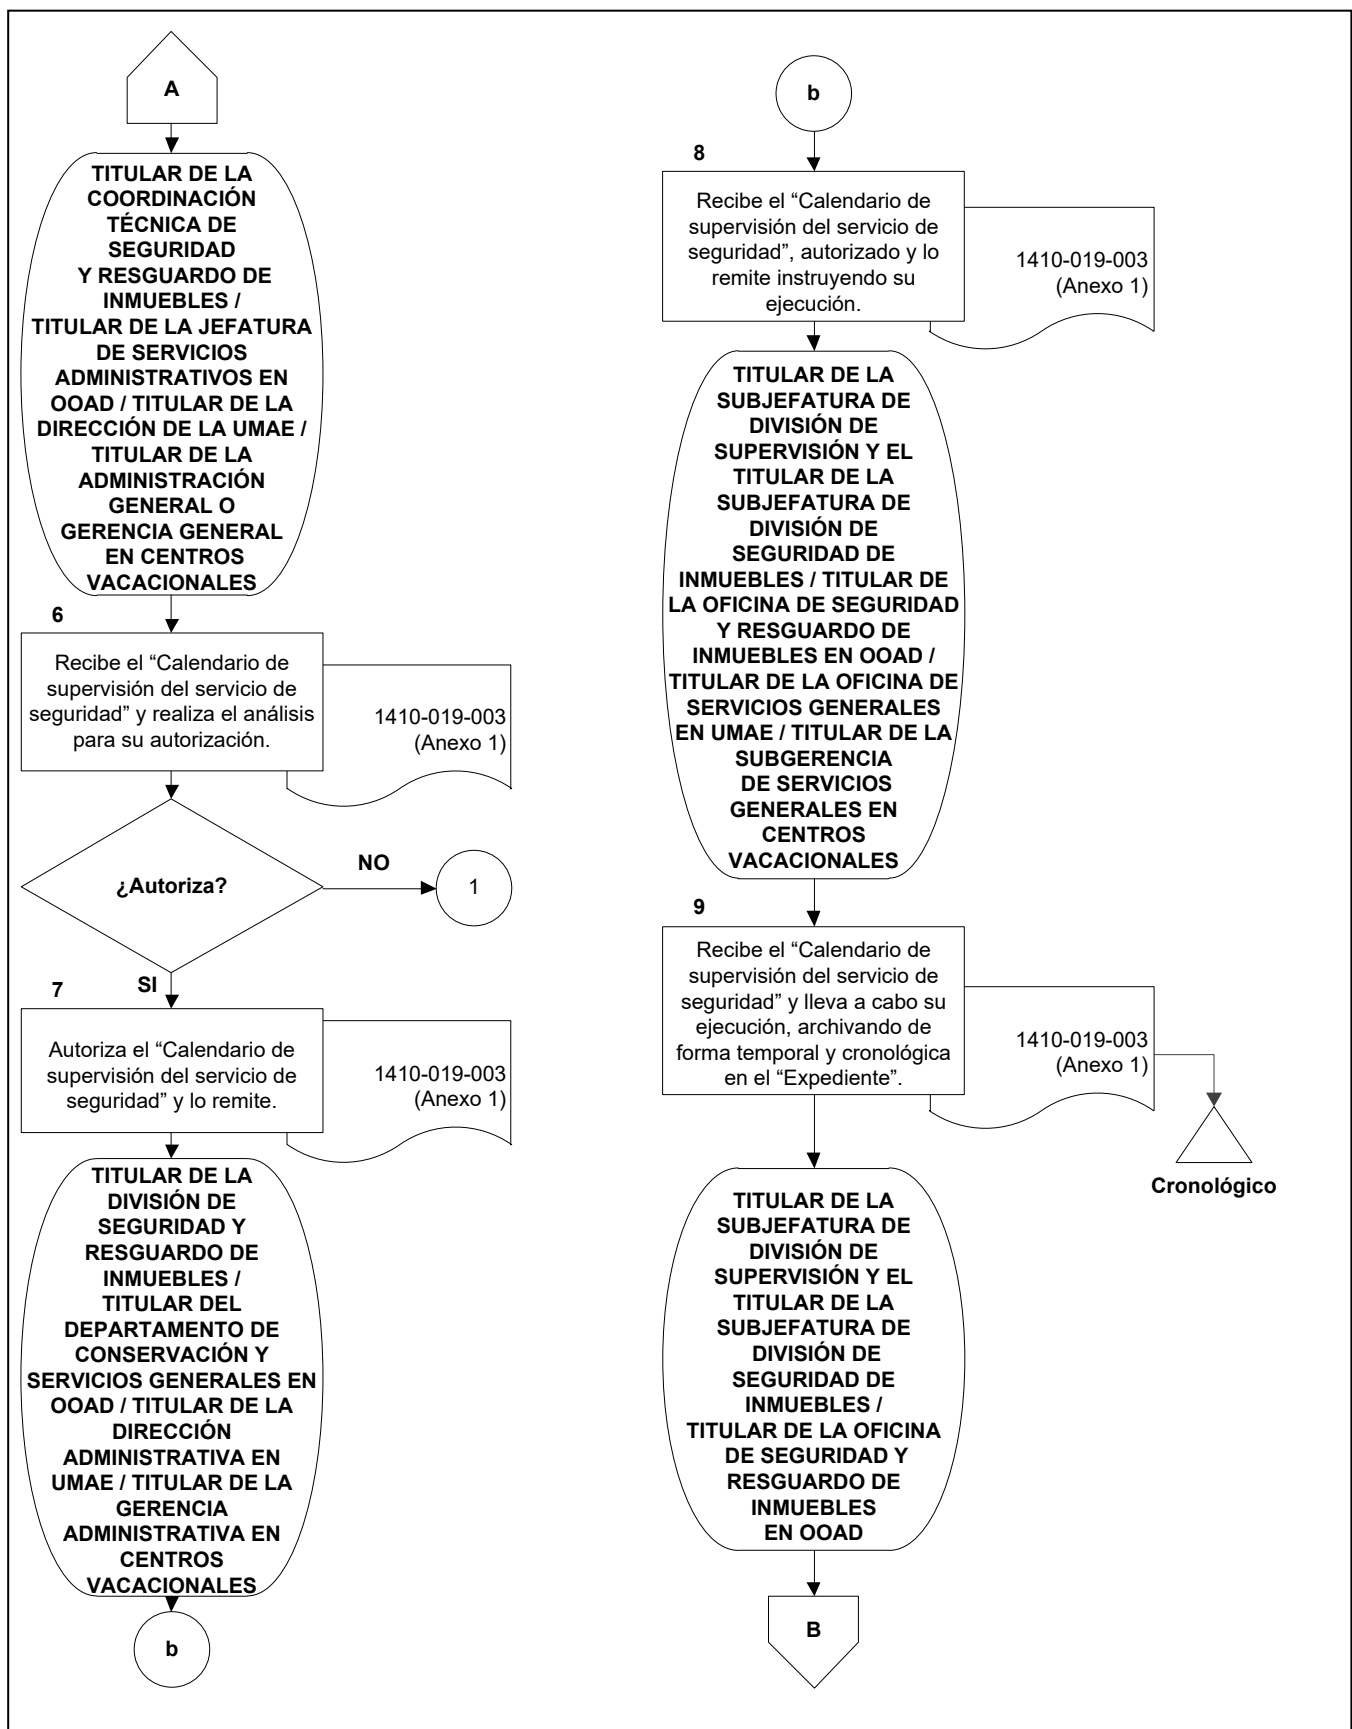 A
TITULAR DE LA
COORDINACIÓN
TÉCNICA DE
SEGURIDAD
Y RESGUARDO DE
INMUEBLES /
TITULAR DE LA JEFATURA
DE SERVICIOS
ADMINISTRATIVOS EN
OOAD / TITULAR DE LA
DIRECCIÓN DE LA UMAE /
TITULAR DE LA
ADMINISTRACIÓN
GENERAL O
GERENCIA GENERAL
EN CENTROS
VACACIONALES
6
Recibe el “Calendario de
supervisión del servicio de
seguridad” y realiza el análisis
para su autorización.
1410-019-003
(Anexo 1)
¿Autoriza?
NO
1
SI
7
Autoriza el “Calendario de
supervisión del servicio de
seguridad” y lo remite.
1410-019-003
(Anexo 1)
TITULAR DE LA
DIVISIÓN DE
SEGURIDAD Y
RESGUARDO DE
INMUEBLES /
TITULAR DEL
DEPARTAMENTO DE
CONSERVACIÓN Y
SERVICIOS GENERALES EN
OOAD / TITULAR DE LA
DIRECCIÓN
ADMINISTRATIVA EN
UMAE / TITULAR DE LA
GERENCIA
ADMINISTRATIVA EN
CENTROS
VACACIONALES
b
b
8
Recibe el “Calendario de
supervisión del servicio de
seguridad”, autorizado y lo
remite instruyendo su
ejecución.
1410-019-003
(Anexo 1)
TITULAR DE LA
SUBJEFATURA DE
DIVISIÓN DE
SUPERVISIÓN Y EL
TITULAR DE LA
SUBJEFATURA DE
DIVISIÓN DE
SEGURIDAD DE
INMUEBLES / TITULAR DE
LA OFICINA DE SEGURIDAD
Y RESGUARDO DE
INMUEBLES EN OOAD /
TITULAR DE LA OFICINA DE
SERVICIOS GENERALES
EN UMAE / TITULAR DE LA
SUBGERENCIA
DE SERVICIOS
GENERALES EN
CENTROS
VACACIONALES
9
Recibe el “Calendario de
supervisión del servicio de
seguridad” y lleva a cabo su
ejecución, archivando de
forma temporal y cronológica
en el “Expediente”.
1410-019-003
(Anexo 1)
Cronológico
TITULAR DE LA
SUBJEFATURA DE
DIVISIÓN DE
SUPERVISIÓN Y EL
TITULAR DE LA
SUBJEFATURA DE
DIVISIÓN DE
SEGURIDAD DE
INMUEBLES /
TITULAR DE LA OFICINA
DE SEGURIDAD Y
RESGUARDO DE
INMUEBLES
EN OOAD
B